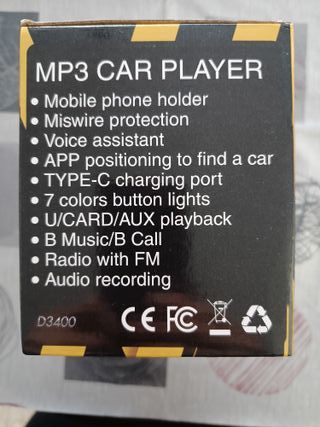 MP3 CAR PLAYER
• Mobile phone holder
• Miswire protection
• Voice assistant
• APP positioning to find a car
• TYPE-C charging port
• 7 colors button lights
• U/CARD/AUX playback
• B Music/B Call
• Radio with FM
• Audio recording
D3400 CE FC